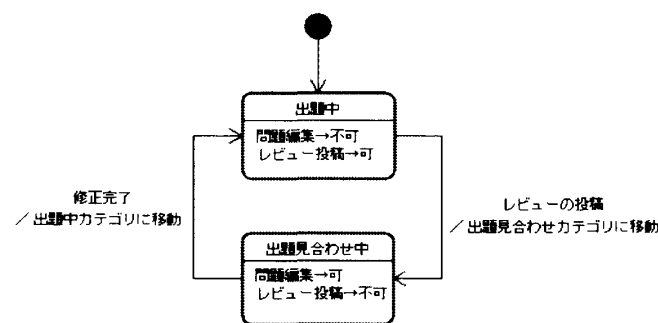 出題中
問題編集→不可
レビュー投稿→可
修正完了
／出題中カテゴリに移動
レビューの投稿
／出題見合わせカテゴリに移動
出題見合わせ中
問題編集→可
レビュー投稿→不可